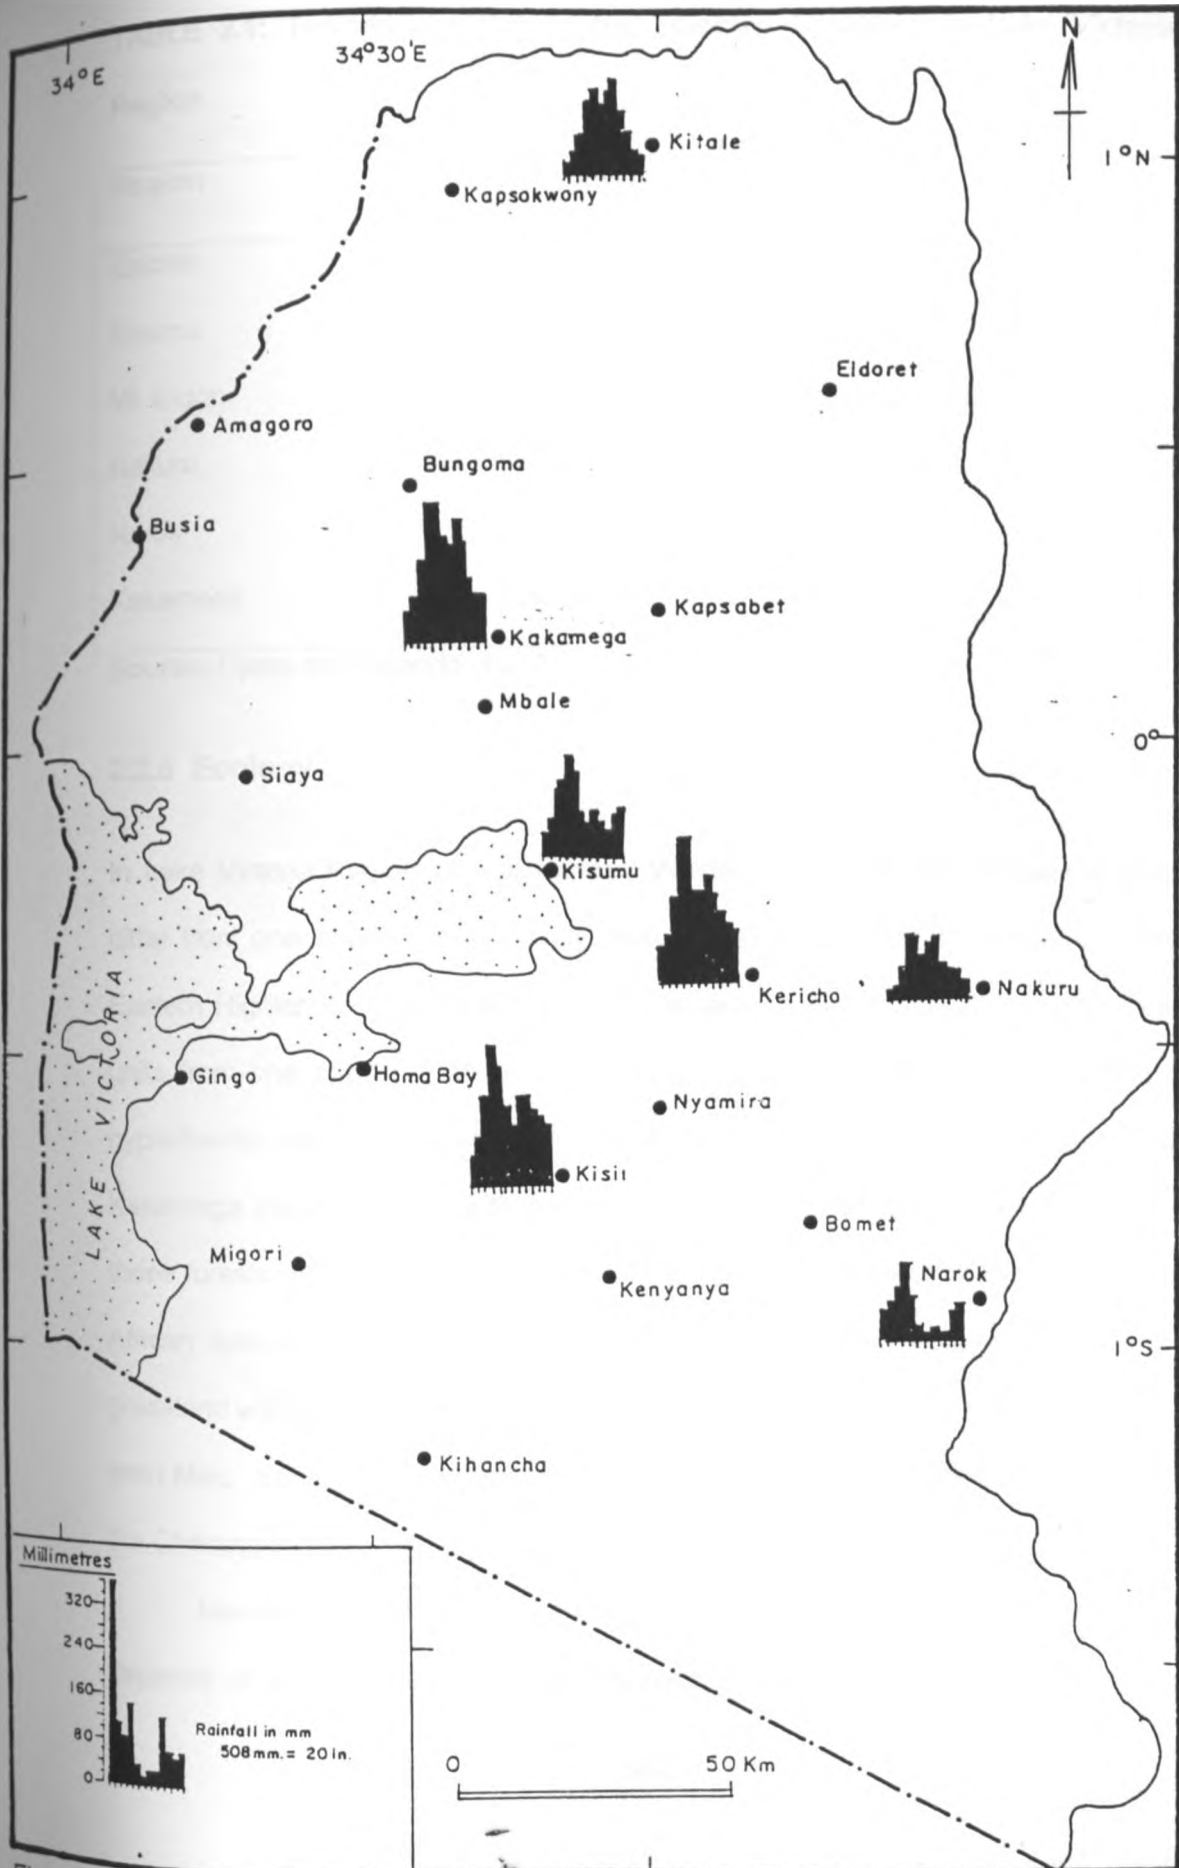 34°E
34°30'E
N
1°N
Kitale
Kapsokwony
Eldoret
Amagoro
Bungoma
Busia
Kapsabet
Kakamega
Mbale
0°
Siaya
Kisumu
Kericho
Nakuru
LAKE VICTORIA
Gingo
Homa Bay
Nyamira
Kisii
Bomet
Migori
Narok
Kenyanya
1°S
Kihancha
Millimetres
320
240
160
80
0
Rainfall in mm
508mm. = 20 in.
0 50 Km